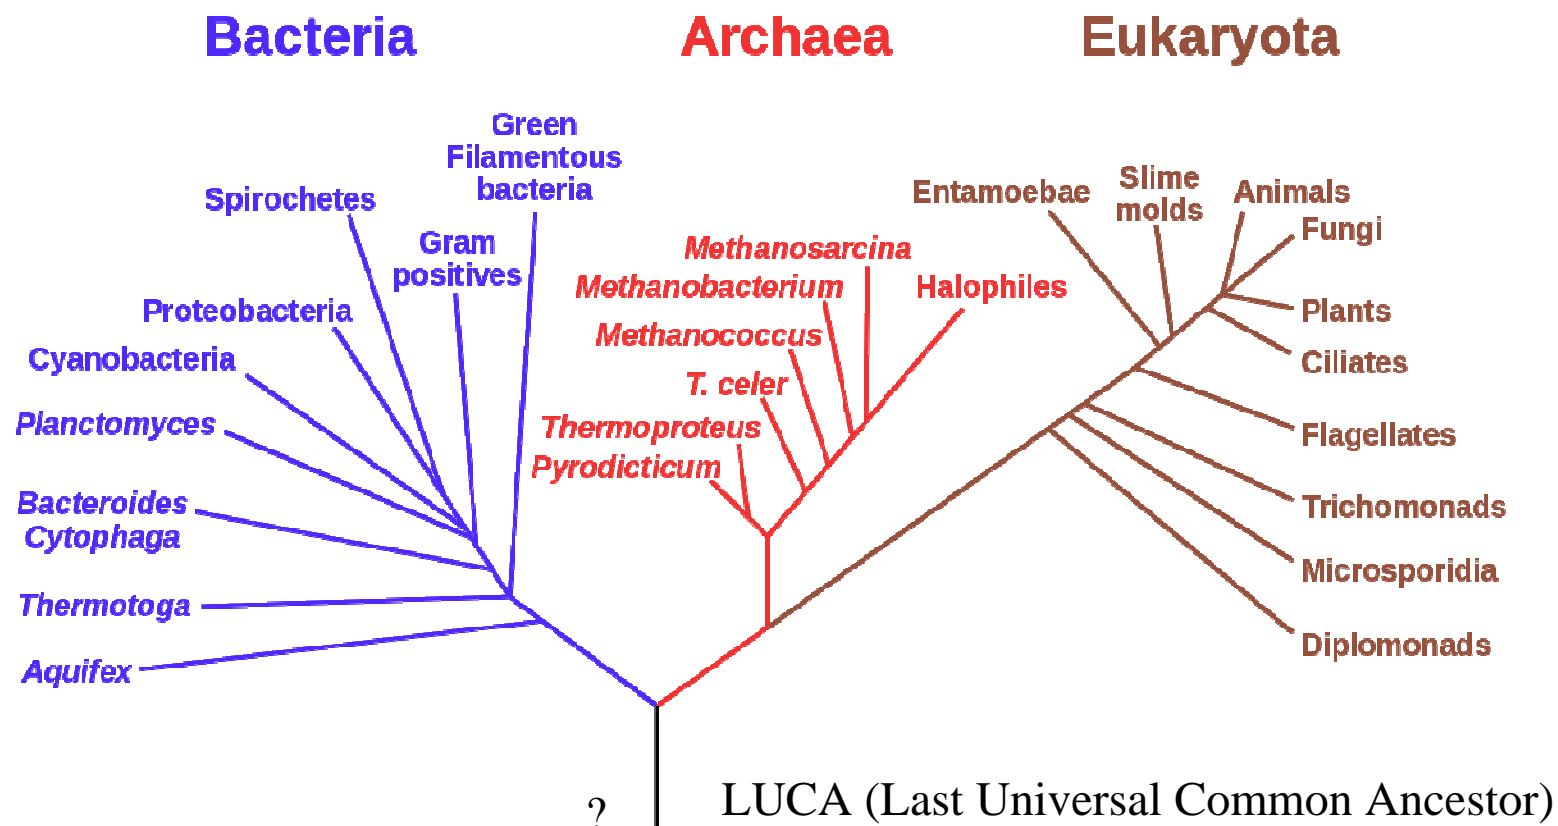 Bacteria
Archaea
Eukaryota
Green
Filamentous
bacteria
Spirochetes
Gram
positives
Proteobacteria
Cyanobacteria
Planctomyces
Bacteroides
Cytophaga
Thermotoga
Aquifex
Methanosarcina
Methanobacterium
Halophiles
Methanococcus
T. celer
Thermoproteus
Pyrodicticum
Entamoebae
Slime
molds
Animals
Fungi
Plants
Ciliates
Flagellates
Trichomonads
Microsporidia
Diplomonads
?
LUCA (Last Universal Common Ancestor)